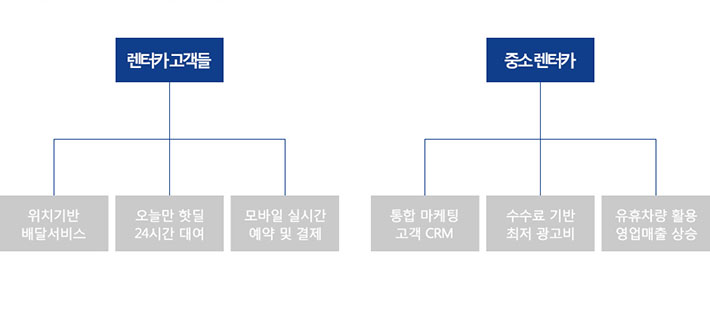 렌터카 고객들
중소 렌터카
위치기반
배달서비스
오늘만 핫딜
24시간 대여
모바일 실시간
예약 및 결제
통합 마케팅
고객 CRM
수수료 기반
최저 광고비
유휴차량 활용
영업매출 상승